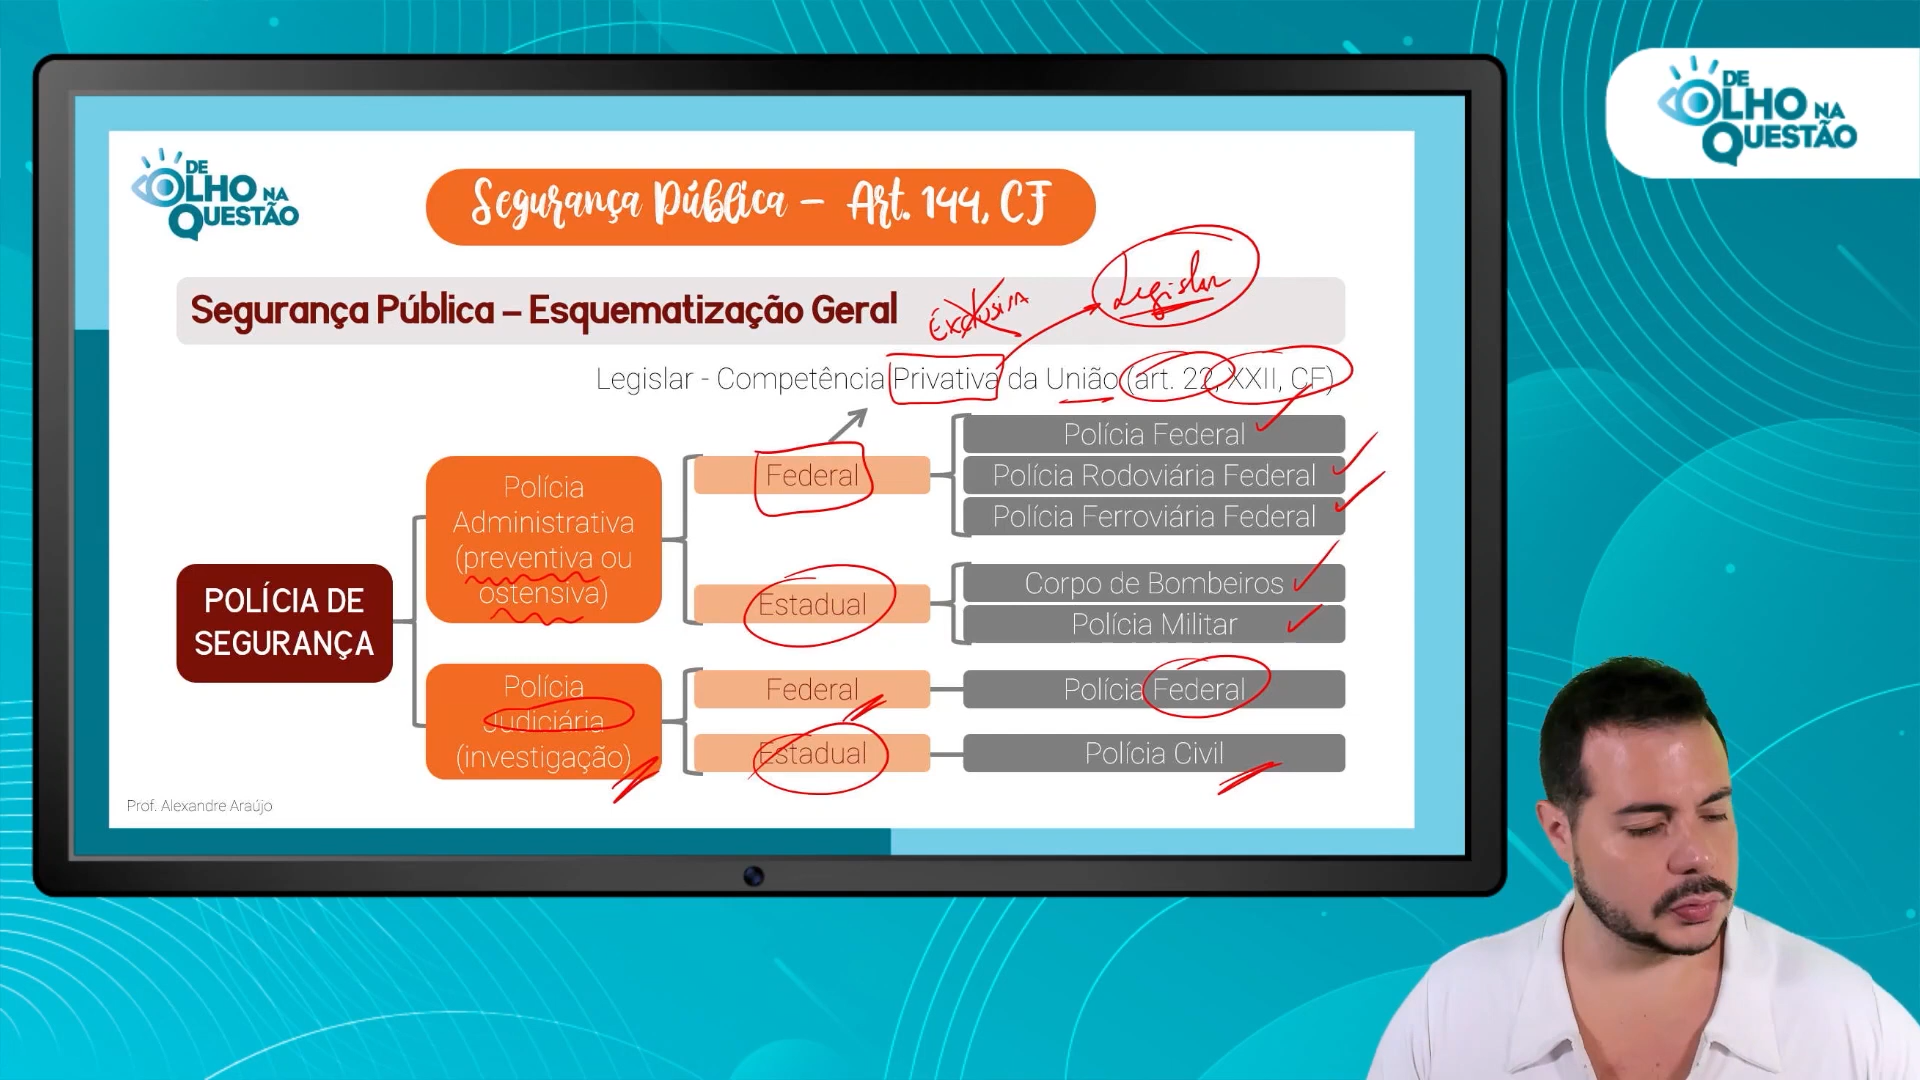 DE
OLHO NA
QUESTÃO
DE
OLHO NA
QUESTÃO
Segurança Pública – Art. 144, CF
Legislar
Segurança Pública – Esquematização Geral
Exclusiva
Legislar - Competência Privativa da União (art. 22, XXII, CF)
POLÍCIA DE
SEGURANÇA
Polícia
Administrativa
(preventiva ou
ostensiva)
Federal
Polícia Federal
Polícia Rodoviária Federal
Polícia Ferroviária Federal
Estadual
Corpo de Bombeiros
Polícia Militar
Polícia
Judiciária
(investigação)
Federal
Polícia Federal
Estadual
Polícia Civil
Prof. Alexandre Araújo